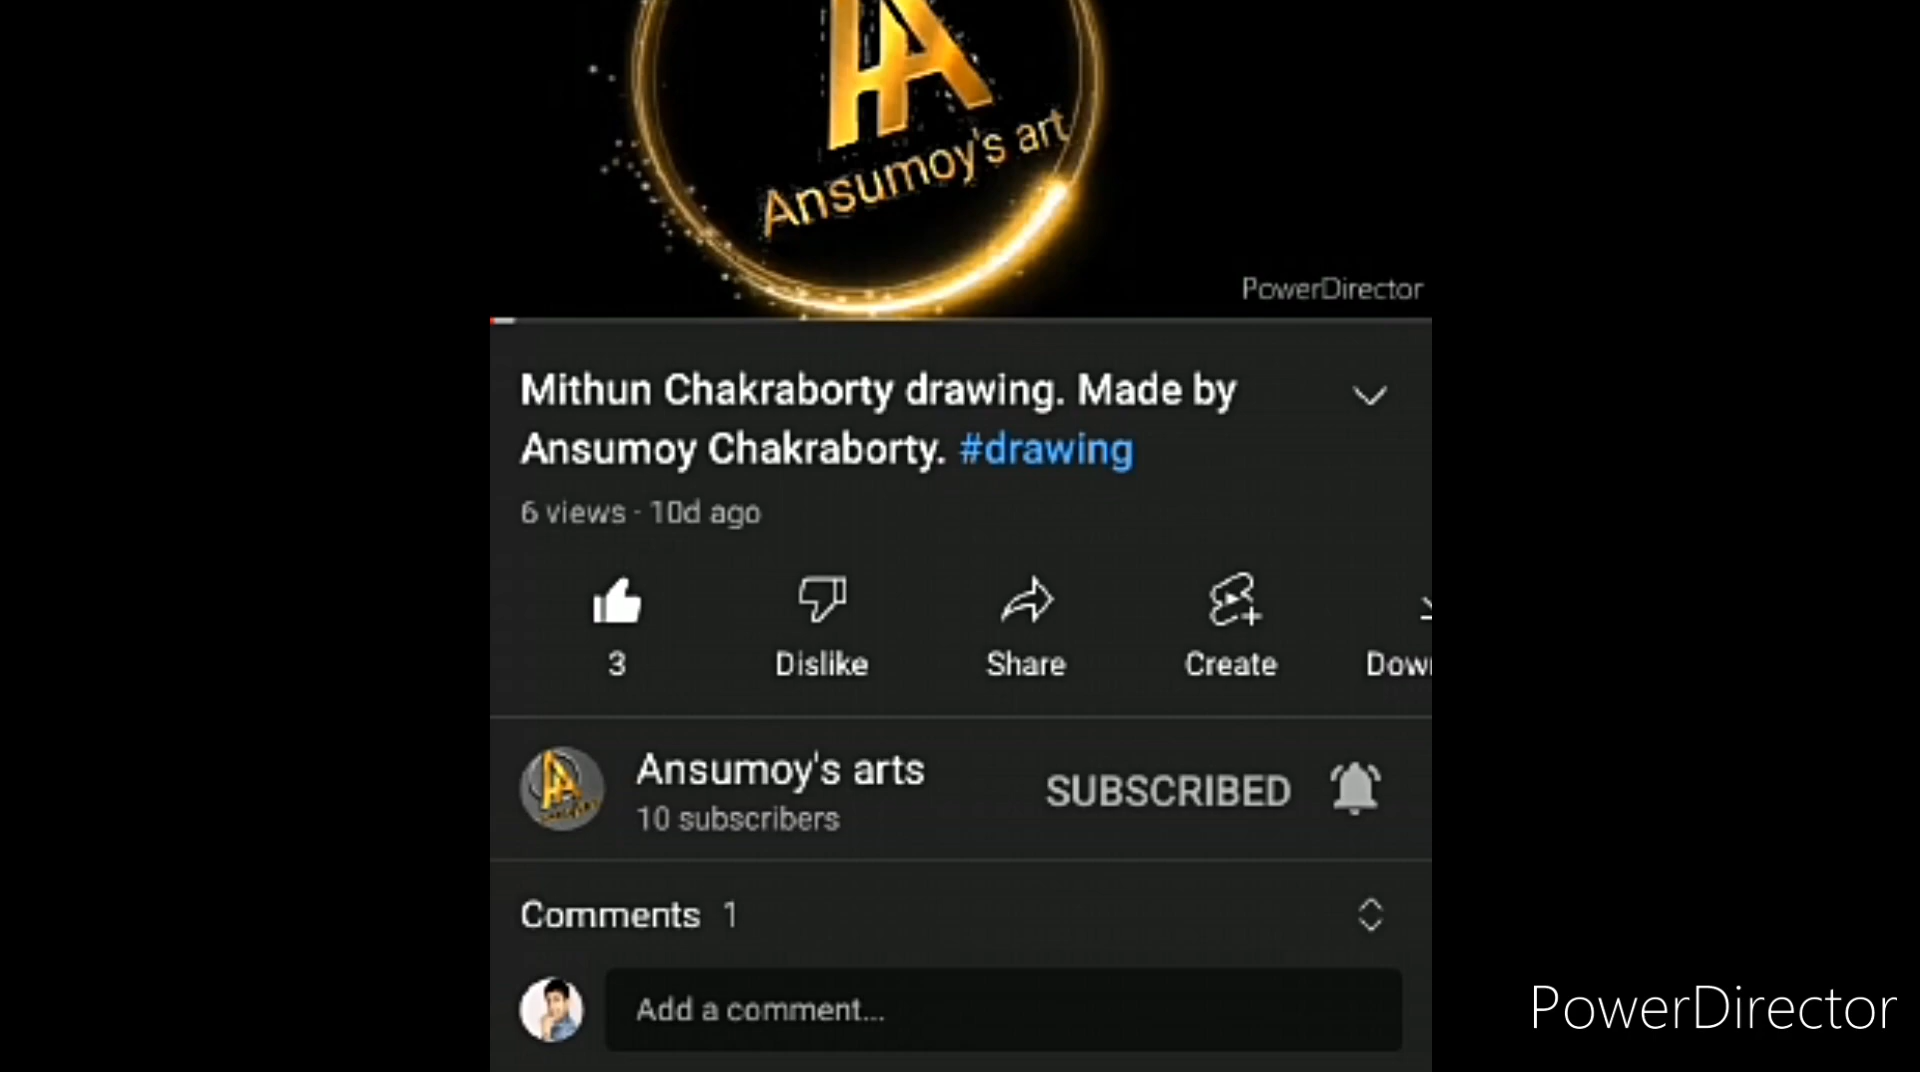 Ansumoy's art
PowerDirector
Mithun Chakraborty drawing. Made by
Ansumoy Chakraborty. #drawing
6 views · 10d ago
3
Dislike
Share
Create
Dow
Ansumoy's arts
10 subscribers
SUBSCRIBED
Comments 1
Add a comment...
PowerDirector